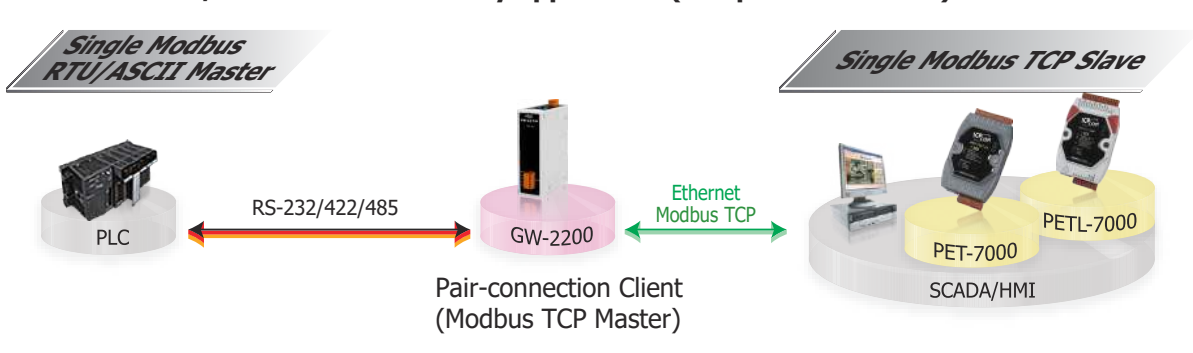 Single Modbus
RTU/ASCII Master
Single Modbus TCP Slave
PLC
RS-232/422/485
GW-2200
Ethernet
Modbus TCP
PET-7000
PETL-7000
SCADA/HMI
Pair-connection Client
(Modbus TCP Master)